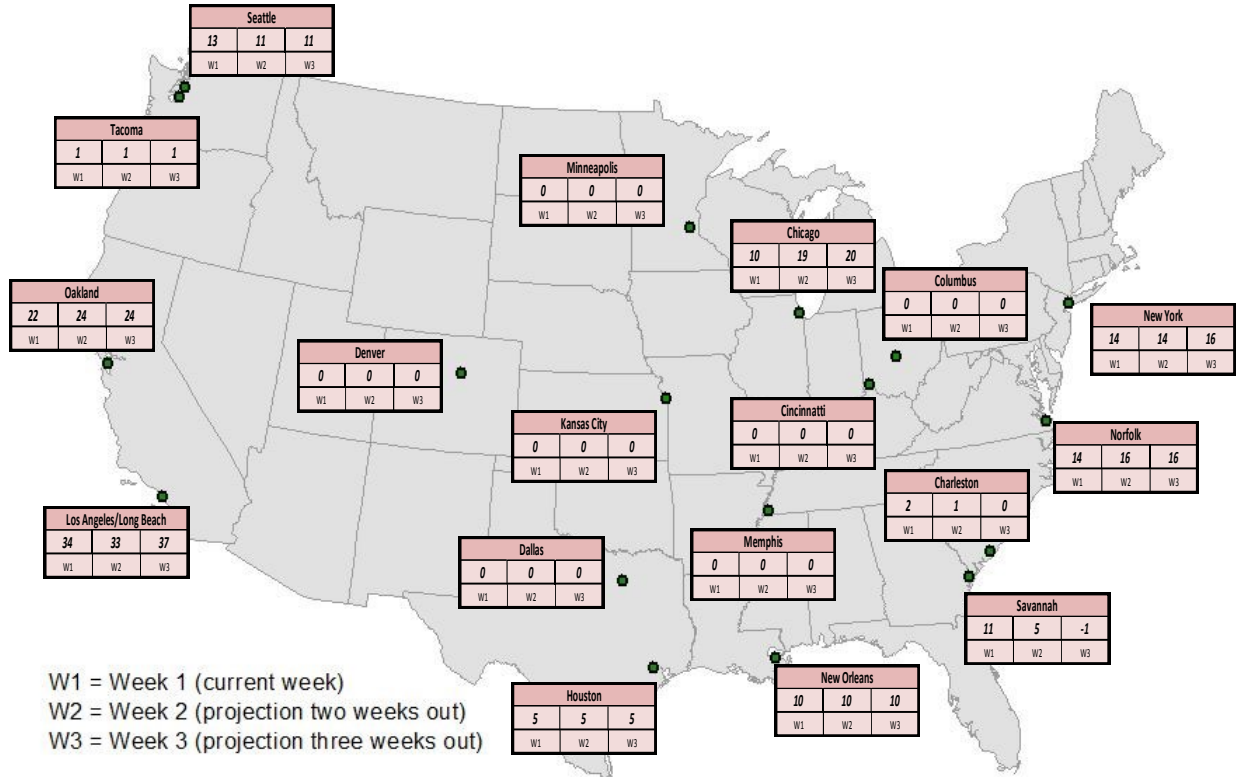 Seattle
13 11 11
W1 W2 W3
Tacoma
1 1 1
W1 W2 W3
Minneapolis
0 0 0
W1 W2 W3
Chicago
10 19 20
W1 W2 W3
Columbus
0 0 0
W1 W2 W3
Oakland
22 24 24
W1 W2 W3
New York
14 14 16
W1 W2 W3
Denver
0 0 0
W1 W2 W3
Kansas City
0 0 0
W1 W2 W3
Cincinnatti
0 0 0
W1 W2 W3
Norfolk
14 16 16
W1 W2 W3
Charleston
2 1 0
W1 W2 W3
Los Angeles/Long Beach
34 33 37
W1 W2 W3
Dallas
0 0 0
W1 W2 W3
Memphis
0 0 0
W1 W2 W3
Savannah
11 5 -1
W1 W2 W3
New Orleans
10 10 10
W1 W2 W3
Houston
5 5 5
W1 W2 W3
W1 = Week 1 (current week)
W2 = Week 2 (projection two weeks out)
W3 = Week 3 (projection three weeks out)